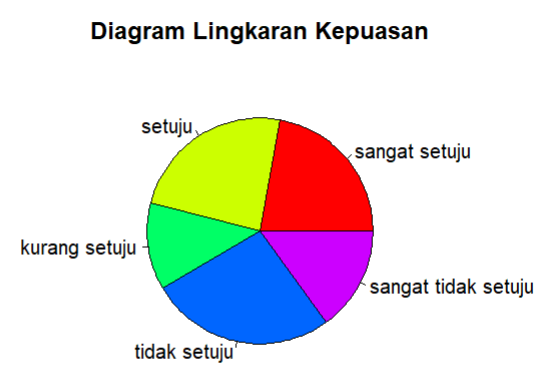 Diagram Lingkaran Kepuasan
setuju
sangat setuju
kurang setuju
sangat tidak setuju
tidak setuju